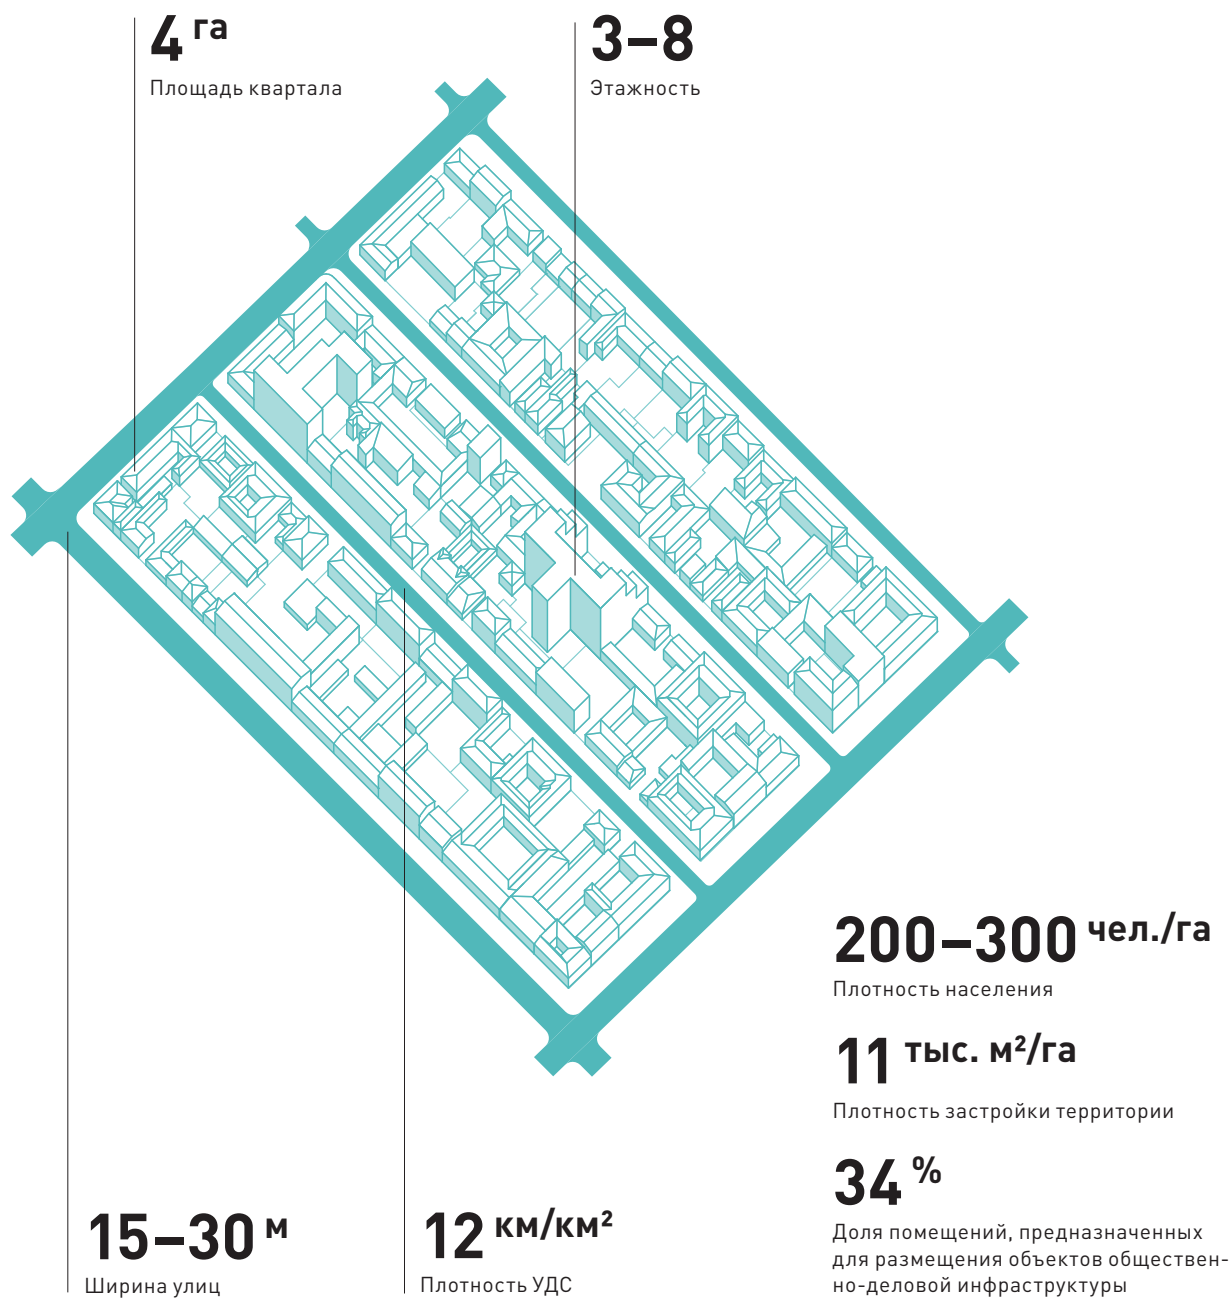 4 га
Площадь квартала
3–8
Этажность
200–300 чел./га
Плотность населения
11 тыс. м²/га
Плотность застройки территории
34 %
Доля помещений, предназначенных
для размещения объектов обществен-
но-деловой инфраструктуры
15–30 м
Ширина улиц
12 км/км²
Плотность УДС